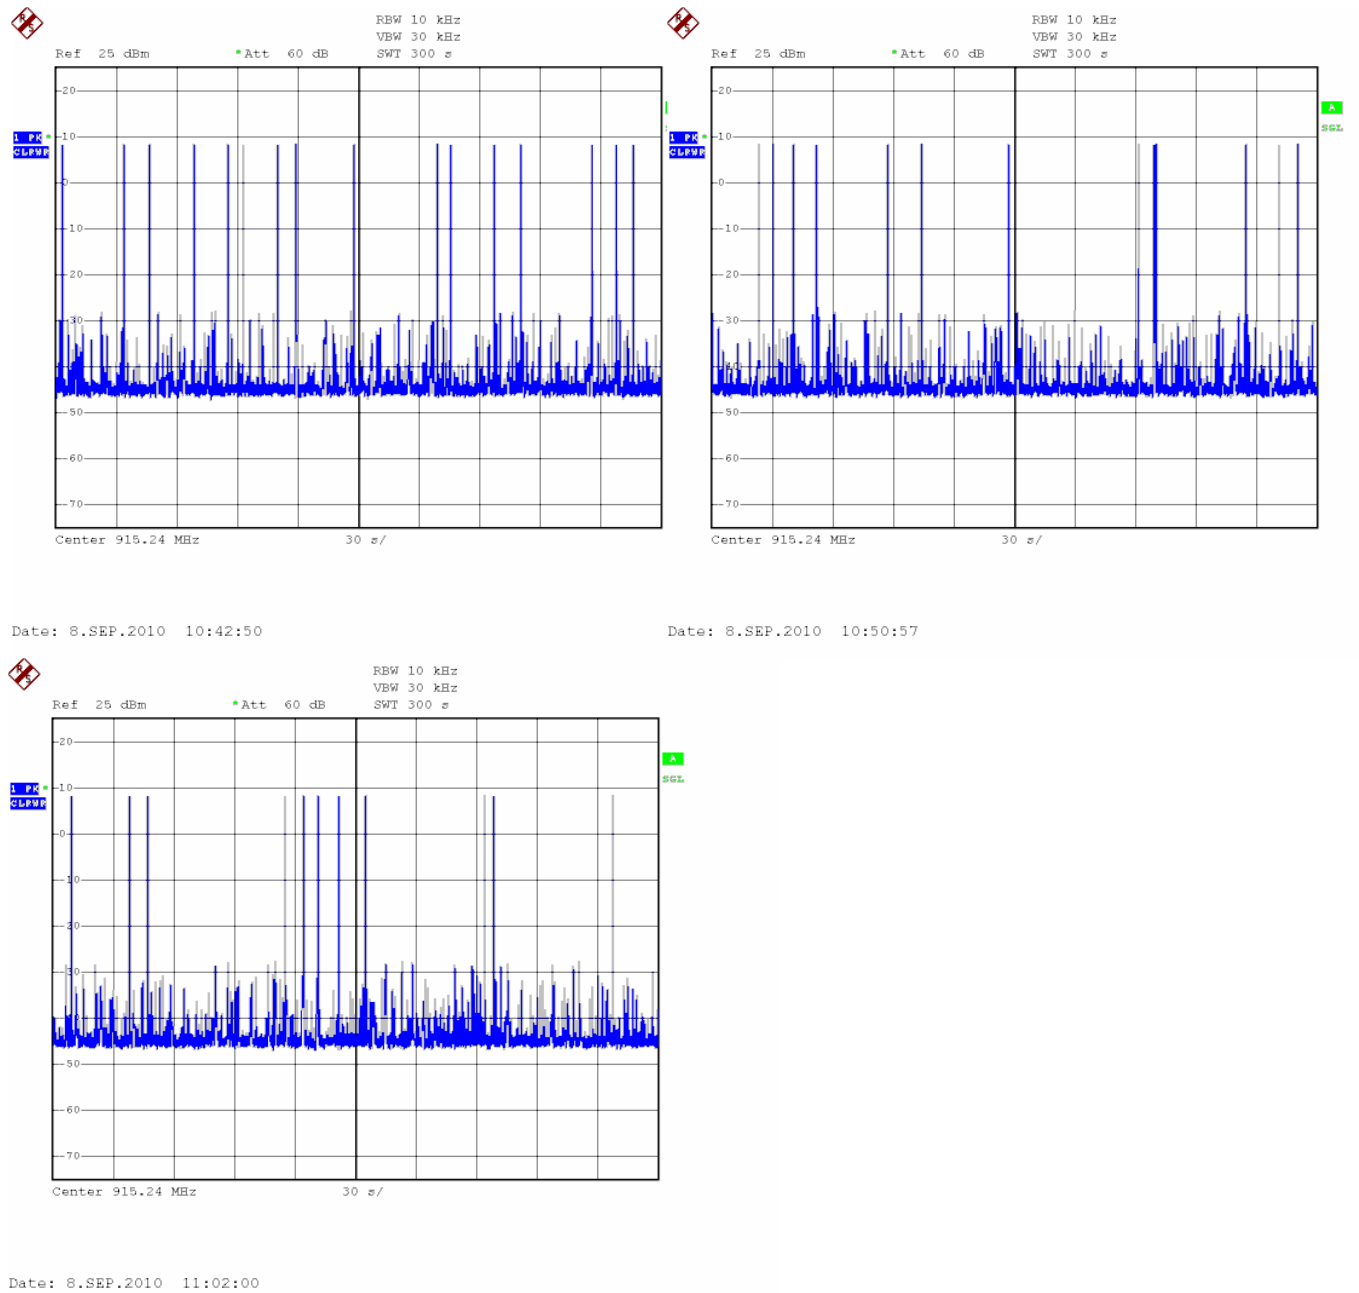 RBW 10 kHz
VBW 30 kHz
Ref 25 dBm *Att 60 dB SWT 300 s
20
10
1 PK *
CLRWR
0
-10
-20
-30
-40
-50
-60
-70
Center 915.24 MHz 30 s/
Date: 8.SEP.2010 10:42:50
RBW 10 kHz
VBW 30 kHz
Ref 25 dBm *Att 60 dB SWT 300 s
20
A
SGL
10
1 PK *
CLRWR
0
-10
-20
-30
-40
-50
-60
-70
Center 915.24 MHz 30 s/
Date: 8.SEP.2010 10:50:57
RBW 10 kHz
VBW 30 kHz
Ref 25 dBm *Att 60 dB SWT 300 s
20
A
SGL
10
1 PK *
CLRWR
0
-10
-20
-30
-40
-50
-60
-70
Center 915.24 MHz 30 s/
Date: 8.SEP.2010 11:02:00